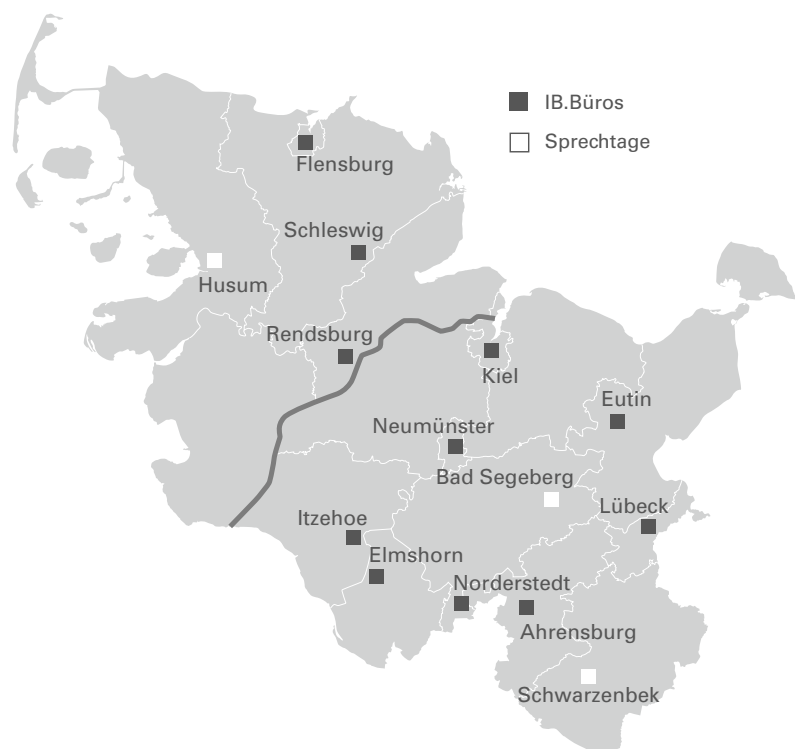 IB.Büros
Sprechtage
Flensburg
Schleswig
Husum
Rendsburg
Kiel
Eutin
Neumünster
Bad Segeberg
Lübeck
Itzehoe
Elmshorn
Norderstedt
Ahrensburg
Schwarzenbek